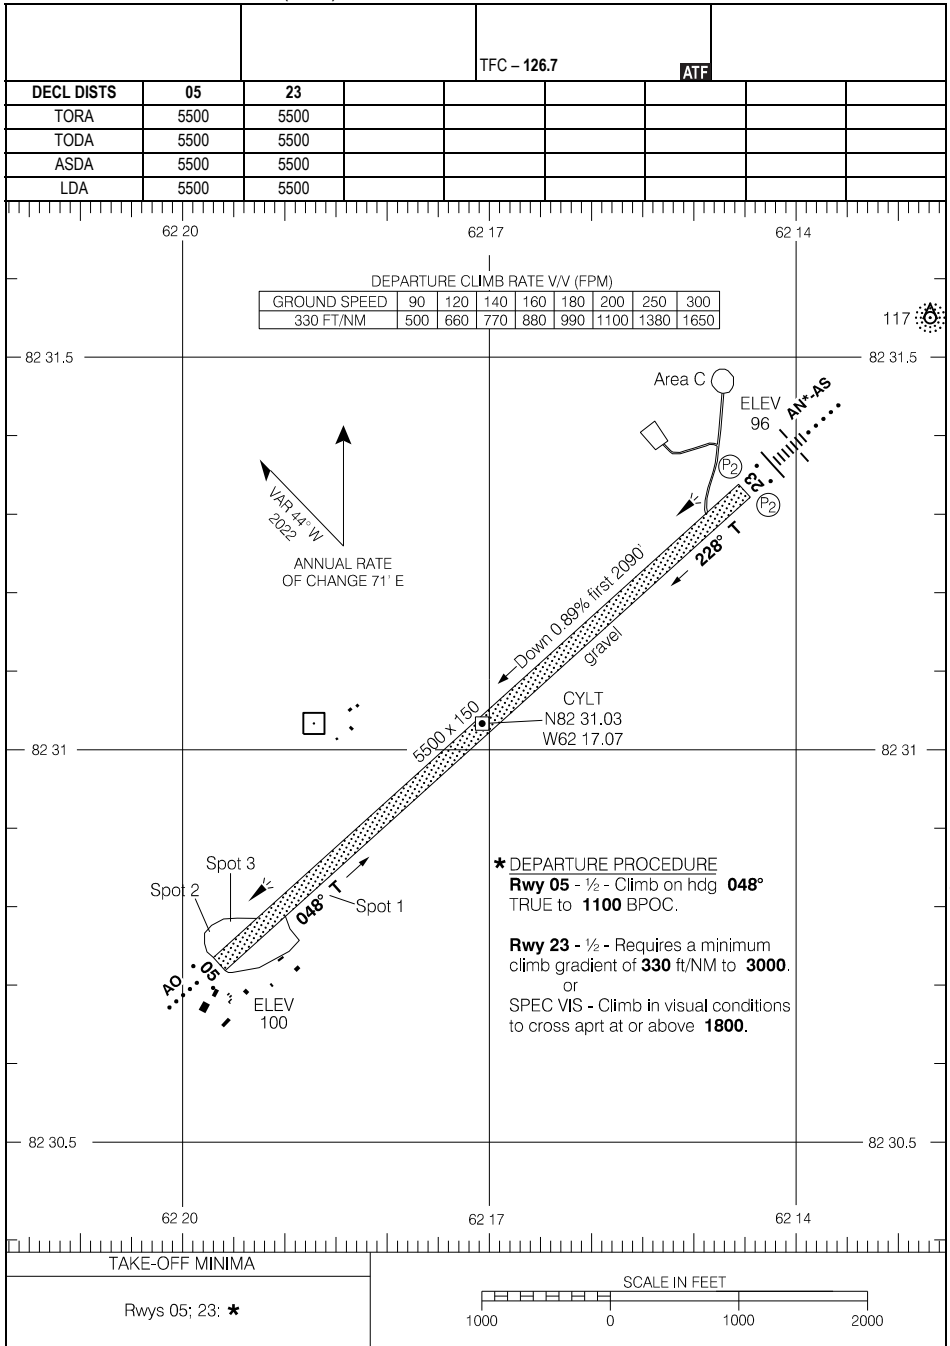 TFC – 126.7
ATF
DECL DISTS 05 23
TORA 5500 5500
TODA 5500 5500
ASDA 5500 5500
LDA 5500 5500
62 20 62 17 62 14
DEPARTURE CLIMB RATE V/V (FPM)
GROUND SPEED 90 120 140 160 180 200 250 300
330 FT/NM 500 660 770 880 990 1100 1380 1650
117
A
82 31.5 82 31.5
Area C
ELEV
96
AN*-AS
P2
23
P2
VAR 44° W
2022
ANNUAL RATE
OF CHANGE 71' E
228° T
Down 0.89% first 2090'
gravel
CYLT
N82 31.03
W62 17.07
5500 x 150
82 31 82 31
Spot 3
Spot 2
048° T
Spot 1
05
AO
ELEV
100
* DEPARTURE PROCEDURE
Rwy 05 - ½ - Climb on hdg 048°
TRUE to 1100 BPOC.
Rwy 23 - ½ - Requires a minimum
climb gradient of 330 ft/NM to 3000.
or
SPEC VIS - Climb in visual conditions
to cross aprt at or above 1800.
82 30.5 82 30.5
62 20 62 17 62 14
TAKE-OFF MINIMA
Rwys 05; 23: *
SCALE IN FEET
1000 0 1000 2000